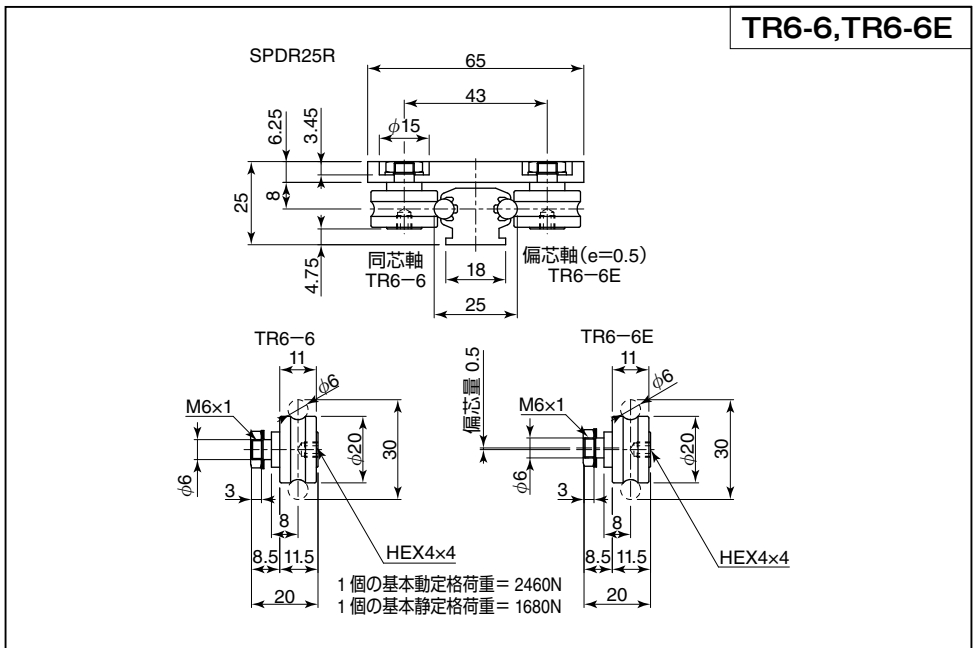 TR6-6,TR6-6E
SPDR25R
65
43
φ15
6.25
3.45
8
25
4.75
同芯軸
TR6−6
偏芯軸(e=0.5)
TR6−6E
18
25
TR6−6
11
φ6
M6×1
φ20
30
φ6
3
8
8.5
11.5
HEX4×4
20
TR6−6E
11
偏芯量 0.5
φ6
M6×1
φ20
30
φ6
3
8
8.5
11.5
HEX4×4
20
1個の基本動定格荷重=2460N
1個の基本静定格荷重=1680N